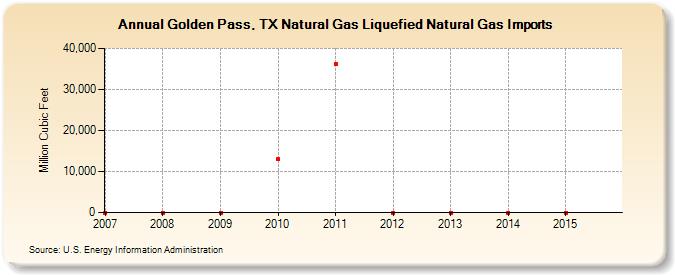 Annual Golden Pass, TX Natural Gas Liquefied Natural Gas Imports
Million Cubic Feet
40,000
30,000
20,000
10,000
0
2007 2008 2009 2010 2011 2012 2013 2014 2015
Source: U.S. Energy Information Administration